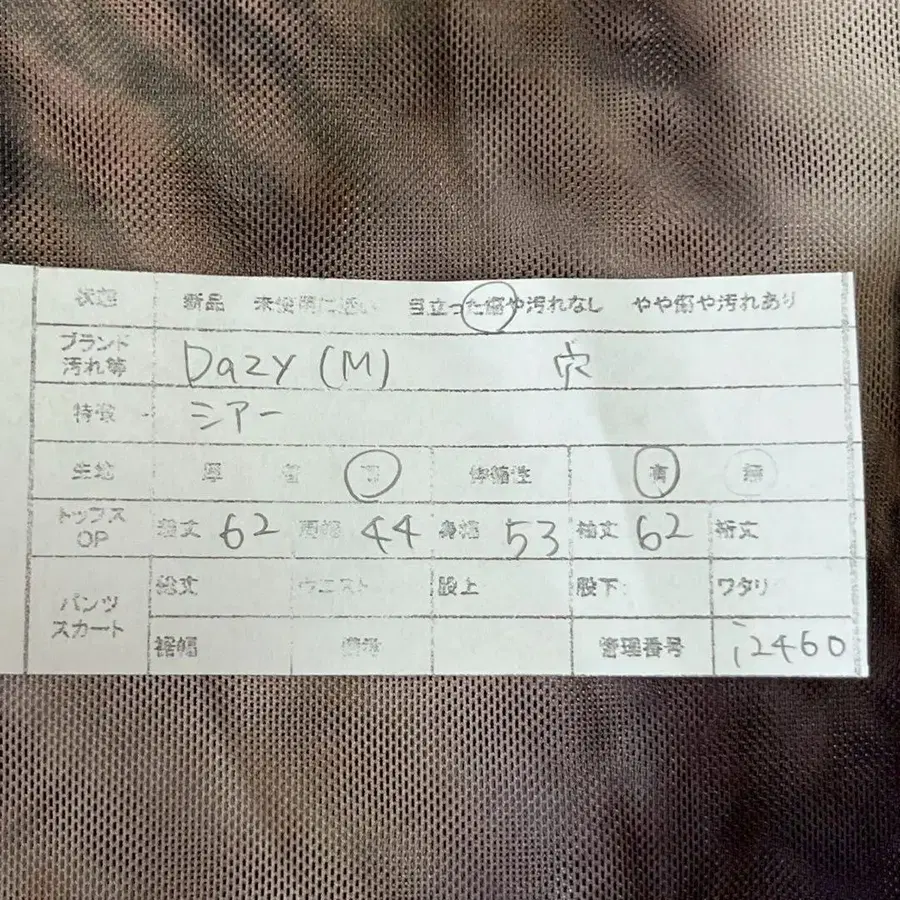 状態 新品 未使用に近い 目立った傷や汚れなし やや傷や汚れあり
ブランド
汚れ等 Dazy (M) 穴
特徴 シアー
生地 厚 普 伸縮性 有 無
トップス
OP 総丈 62 肩幅 44 身幅 53 袖丈 62 裄丈
パンツ
スカート 総丈 ウエスト 股上 股下 ワタリ
裾幅 管理番号 i2460